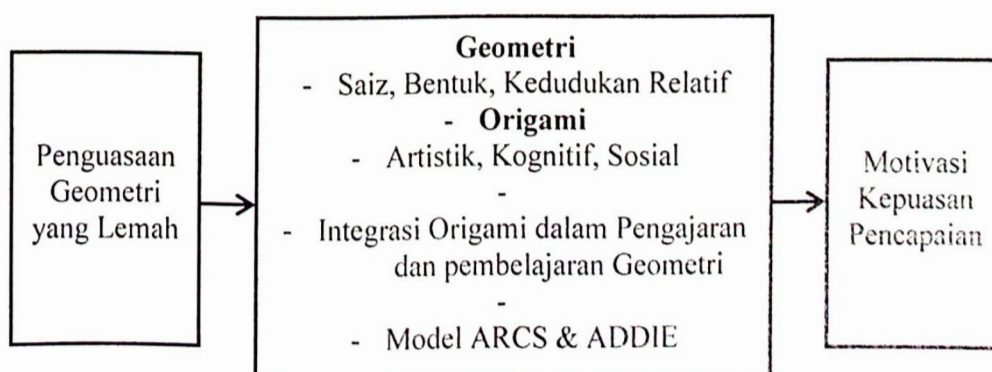 Penguasaan
Geometri
yang Lemah
Geometri
- Saiz, Bentuk, Kedudukan Relatif
- Origami
- Artistik, Kognitif, Sosial
-
- Integrasi Origami dalam Pengajaran
dan pembelajaran Geometri
-
- Model ARCS & ADDIE
Motivasi
Kepuasan
Pencapaian